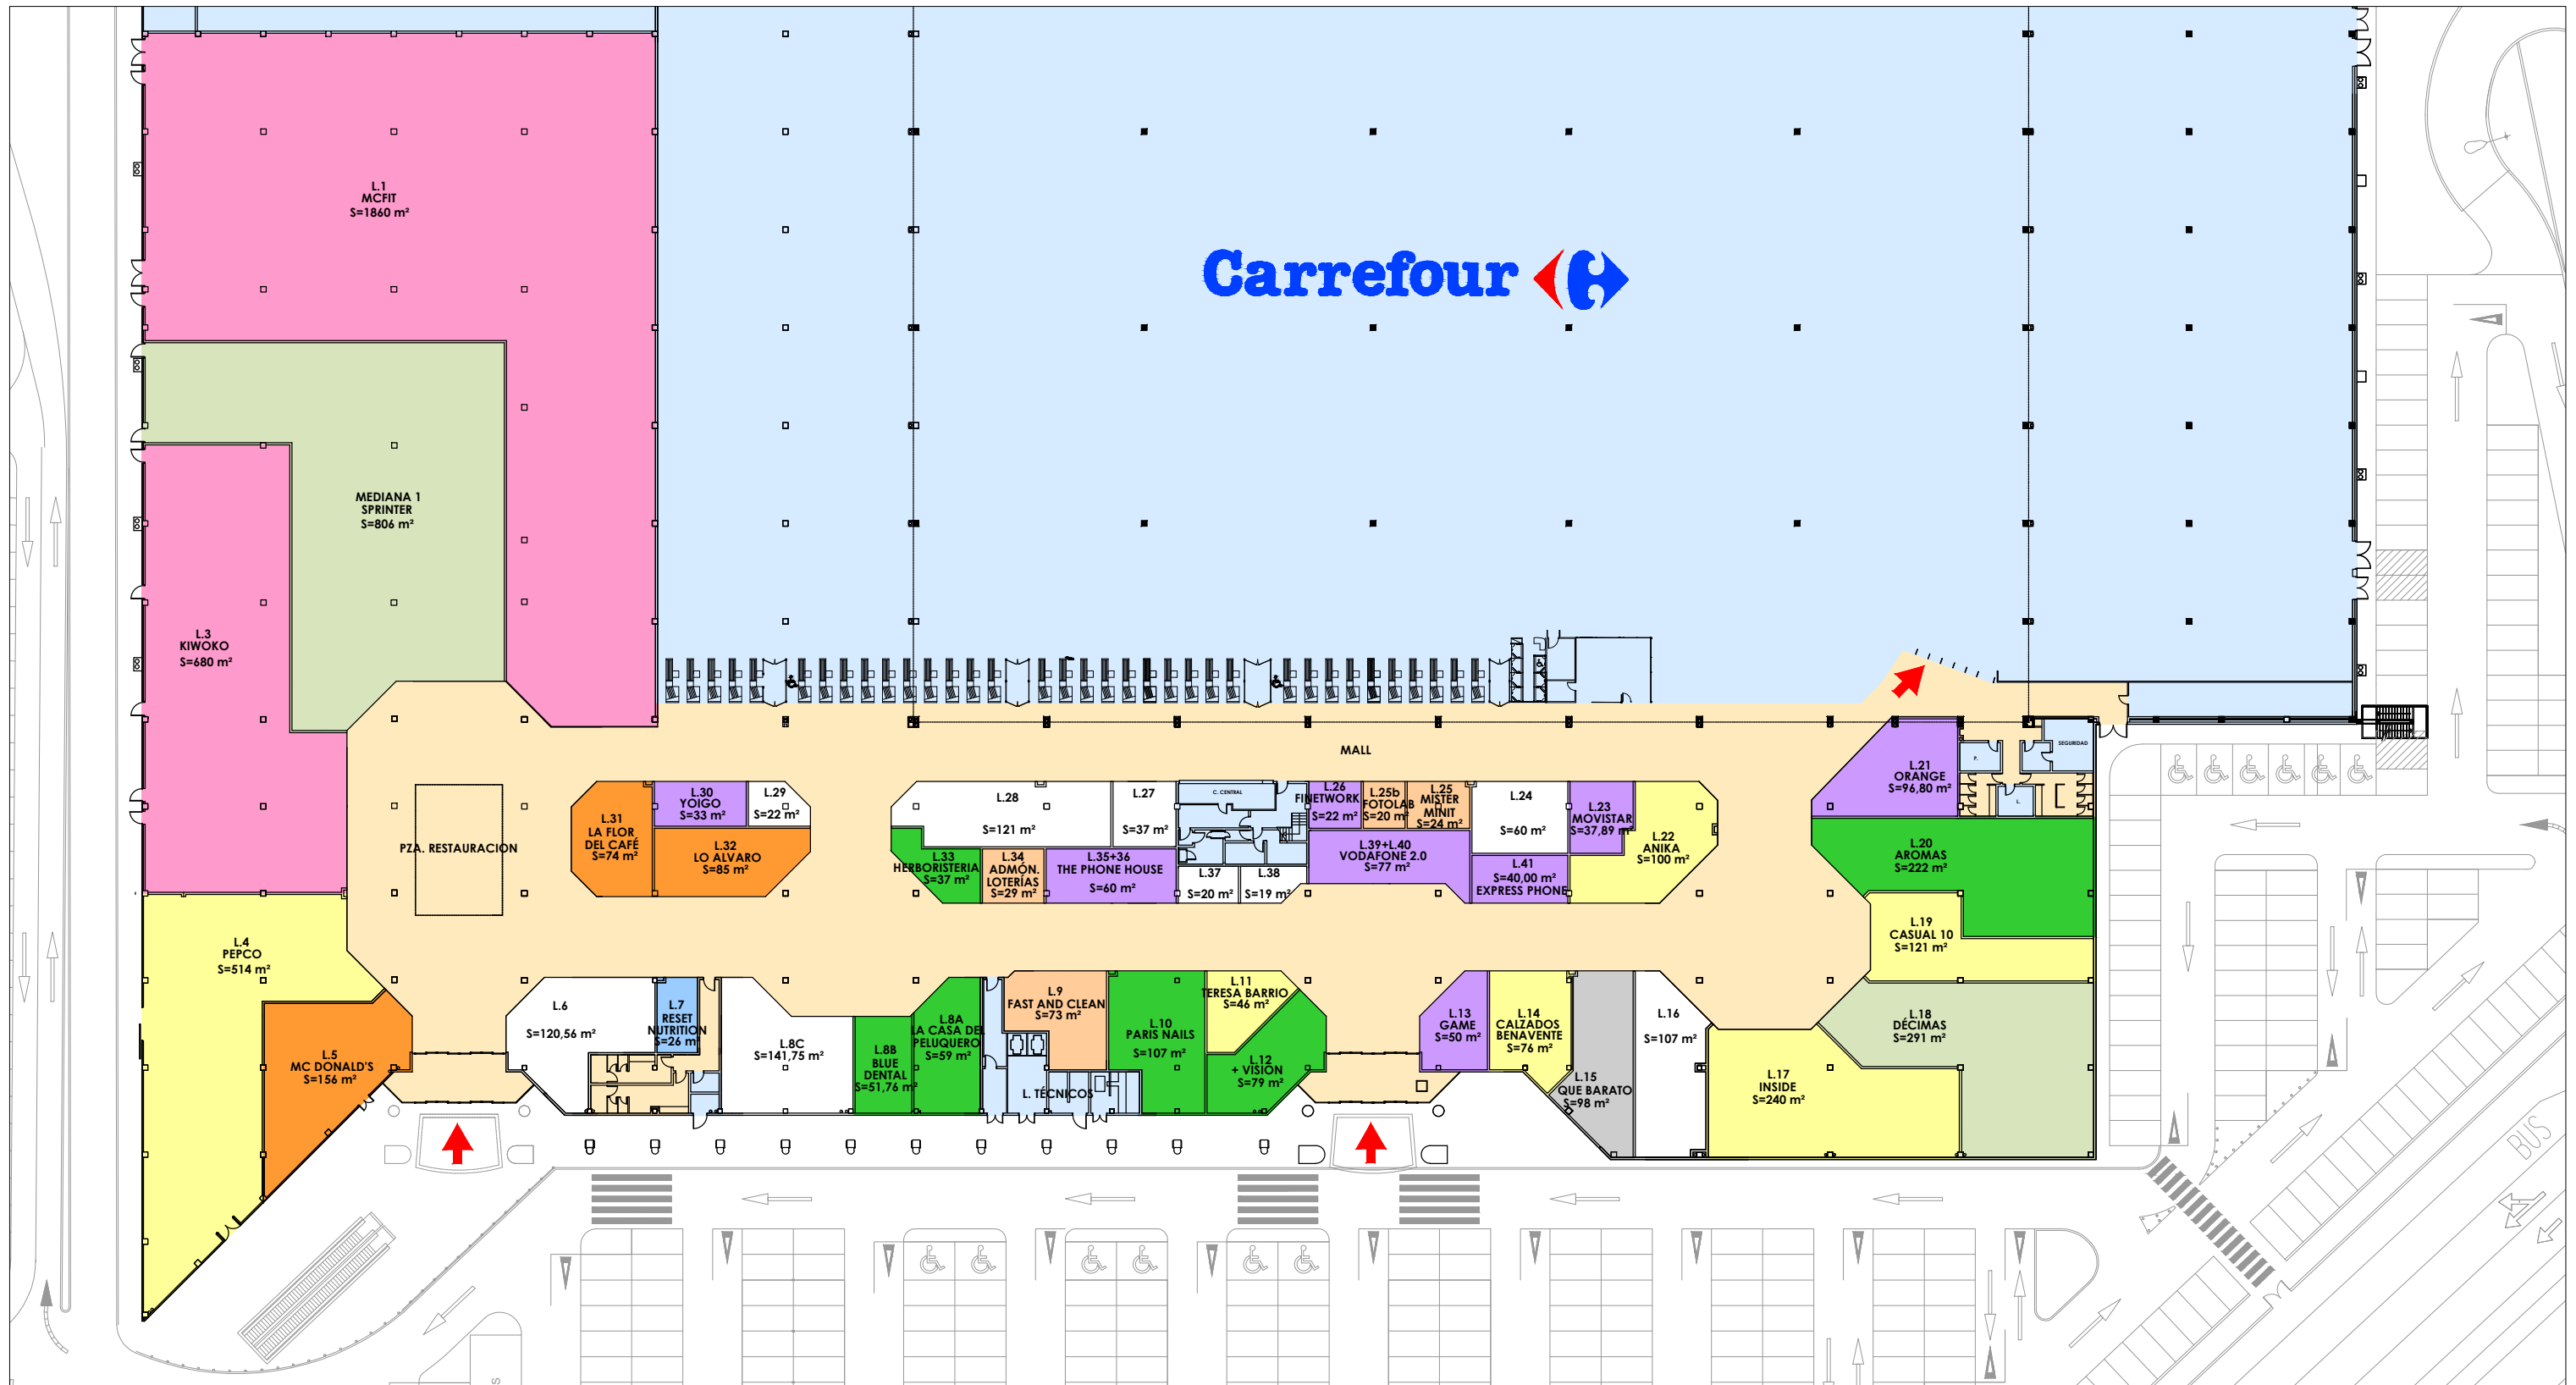 L.1
MCFIT
S=1860 m²
Carrefour
MEDIANA 1
SPRINTER
S=806 m²
L.3
KIWOKO
S=680 m²
MALL
SEGURIDAD
P.
L.
L.21
ORANGE
S=96,80 m²
PZA. RESTAURACION
L.31
LA FLOR
DEL CAFÉ
S=74 m²
L.30
YOIGO
S=33 m²
L.29
S=22 m²
L.32
LO ALVARO
S=85 m²
L.28
S=121 m²
L.27
S=37 m²
C. CENTRAL
L.26
FINETWORK
S=22 m²
L.25b
FOTOLAB
S=20 m²
L.25
MISTER
MINIT
S=24 m²
L.24
S=60 m²
L.23
MOVISTAR
S=37,89 m²
L.22
ANIKA
S=100 m²
L.33
HERBORISTERIA
S=37 m²
L.34
ADMÓN.
LOTERÍAS
S=29 m²
L.35+36
THE PHONE HOUSE
S=60 m²
L.37
S=20 m²
L.38
S=19 m²
L.39+L.40
VODAFONE 2.0
S=77 m²
L.41
S=40,00 m²
EXPRESS PHONE
L.20
AROMAS
S=222 m²
L.19
CASUAL 10
S=121 m²
L.4
PEPCO
S=514 m²
L.5
MC DONALD'S
S=156 m²
L.6
S=120,56 m²
L.7
RESET
NUTRITION
S=26 m²
L.8C
S=141,75 m²
L.8B
BLUE
DENTAL
S=51,76 m²
L.8A
LA CASA DEL
PELUQUERO
S=59 m²
L.9
FAST AND CLEAN
S=73 m²
L. TÉCNICOS
L.10
PARIS NAILS
S=107 m²
L.11
TERESA BARRIO
S=46 m²
L.12
+ VISIÓN
S=79 m²
L.13
GAME
S=50 m²
L.14
CALZADOS
BENAVENTE
S=76 m²
L.15
QUE BARATO
S=98 m²
L.16
S=107 m²
L.17
INSIDE
S=240 m²
L.18
DÉCIMAS
S=291 m²
BUS